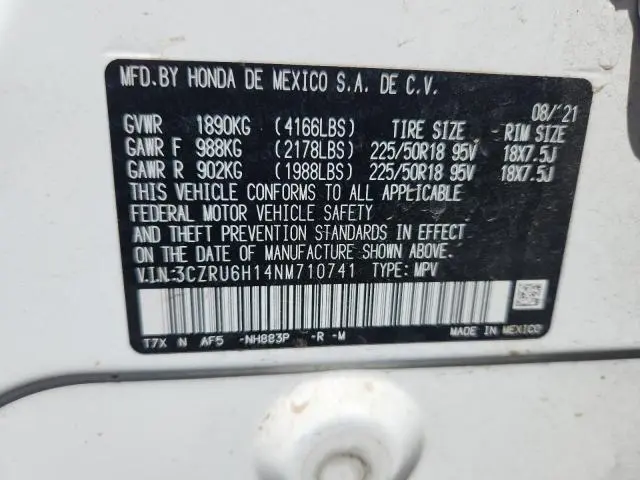 MFD.BY HONDA DE MEXICO S.A. DE C.V.
08/'21
GVWR 1890KG (4166LBS) TIRE SIZE RIM SIZE
GAWR F 988KG (2178LBS) 225/50R18 95V 18X7.5J
GAWR R 902KG (1988LBS) 225/50R18 95V 18X7.5J
THIS VEHICLE CONFORMS TO ALL APPLICABLE
FEDERAL MOTOR VEHICLE SAFETY
AND THEFT PREVENTION STANDARDS IN EFFECT
ON THE DATE OF MANUFACTURE SHOWN ABOVE.
V.I.N:3CZRU6H14NM710741 TYPE: MPV
T7X N AF5 -NH883P -R -M MADE IN MEXICO